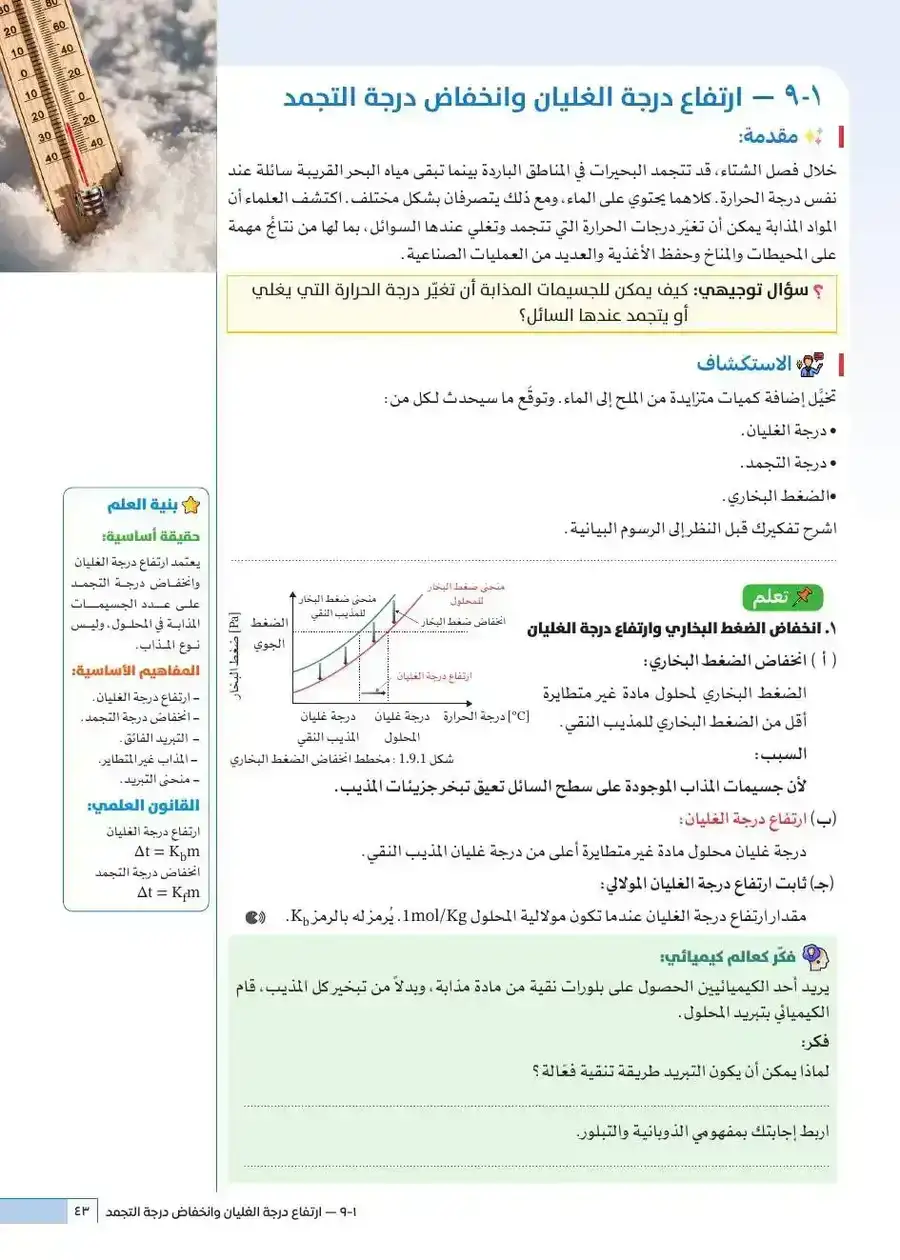 ٩-١ — ارتفاع درجة الغليان وانخفاض درجة التجمد
مقدمة:
خلال فصل الشتاء، قد تتجمد البحيرات في المناطق الباردة بينما تبقى مياه البحر القريبة سائلة عند
نفس درجة الحرارة. كلاهما يحتوي على الماء، ومع ذلك يتصرفان بشكل مختلف. اكتشف العلماء أن
المواد المذابة يمكن أن تغيَر درجات الحرارة التي تتجمد وتغلي عندها السوائل، بما لها من نتائج مهمة
على المحيطات والمناخ وحفظ الأغذية والعديد من العمليات الصناعية.
؟ سؤال توجيهي: كيف يمكن للجسيمات المذابة أن تغيّر درجة الحرارة التي يغلي
أو يتجمد عندها السائل؟
الاستكشاف
تخيَّل إضافة كميات متزايدة من الملح إلى الماء. وتوقَّع ما سيحدث لكل من:
• درجة الغليان.
• درجة التجمد.
•الضغط البخاري.
اشرح تفكيرك قبل النظر إلى الرسوم البيانية.
تعلم
١. انخفاض الضغط البخاري وارتفاع درجة الغليان
( أ ) انخفاض الضغط البخاري:
الضغط البخاري لمحلول مادة غير متطايرة
أقل من الضغط البخاري للمذيب النقي.
السبب:
لأن جسيمات المذاب الموجودة على سطح السائل تعيق تبخر جزيئات المذيب.
منحنى ضغط البخار
للمحلول
منحنى ضغط البخار
للمذيب النقي
انخفاض ضغط البخار
الضغط
الجوي
ضغط البخار [Pa]
ارتفاع درجة الغليان
درجة الحرارة [°C]
درجة غليان
المحلول
درجة غليان
المذيب النقي
شكل 1.9.1 : مخطط انخفاض الضغط البخاري
(ب) ارتفاع درجة الغليان:
درجة غليان محلول مادة غير متطايرة أعلى من درجة غليان المذيب النقي.
(جـ) ثابت ارتفاع درجة الغليان المولالي:
مقدار ارتفاع درجة الغليان عندما تكون مولالية المحلول 1mol/Kg. يُرمز له بالرمز Kb.
فكّر كعالم كيميائي:
يريد أحد الكيميائيين الحصول على بلورات نقية من مادة مذابة، وبدلاً من تبخير كل المذيب، قام
الكيميائي بتبريد المحلول.
فكر:
لماذا يمكن أن يكون التبريد طريقة تنقية فعّالة؟
اربط إجابتك بمفهومي الذوبانية والتبلور.
بنية العلم
حقيقة أساسية:
يعتمد ارتفاع درجة الغليان
وانخفـاض درجـة التجمـد
علـى عـدد الجسيمـــات
المذابـة في المحلـول، وليـس
نـوع المـذاب.
المفاهيم الأساسية:
– ارتفاع درجة الغليان.
– انخفاض درجة التجمد.
– التبريد الفائق.
– المذاب غير المتطاير.
– منحنى التبريد.
القانون العلمي:
ارتفاع درجة الغليان
Δt = Kbm
انخفاض درجة التجمد
Δt = Kfm
٩-١ — ارتفاع درجة الغليان وانخفاض درجة التجمد
٤٣